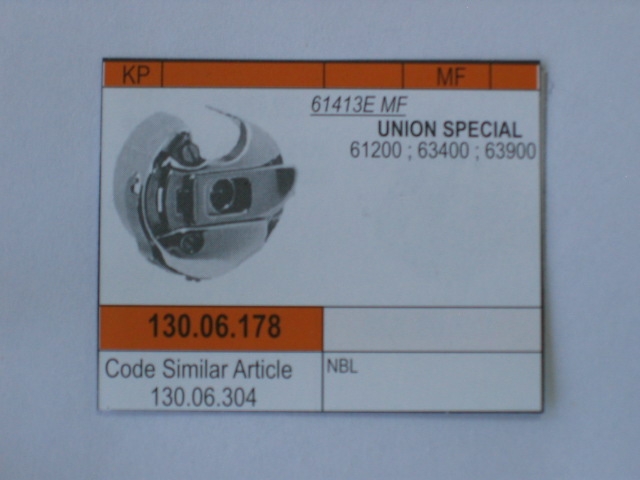 KP MF
61413E MF
UNION SPECIAL
61200 ; 63400 ; 63900
130.06.178
Code Similar Article
130.06.304
NBL